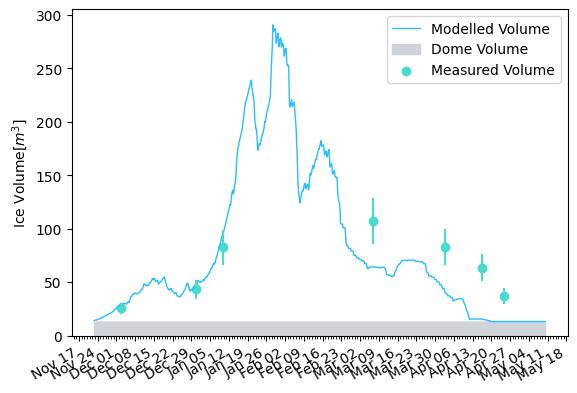 300
250
200
150
100
50
0
Ice Volume[m³]
Modelled Volume
Dome Volume
Measured Volume
Nov 17
Nov 24
Dec 01
Dec 08
Dec 15
Dec 22
Dec 29
Jan 05
Jan 12
Jan 19
Jan 26
Feb 02
Feb 09
Feb 16
Feb 23
Mar 02
Mar 09
Mar 16
Mar 23
Mar 30
Apr 06
Apr 13
Apr 20
Apr 27
May 04
May 11
May 18